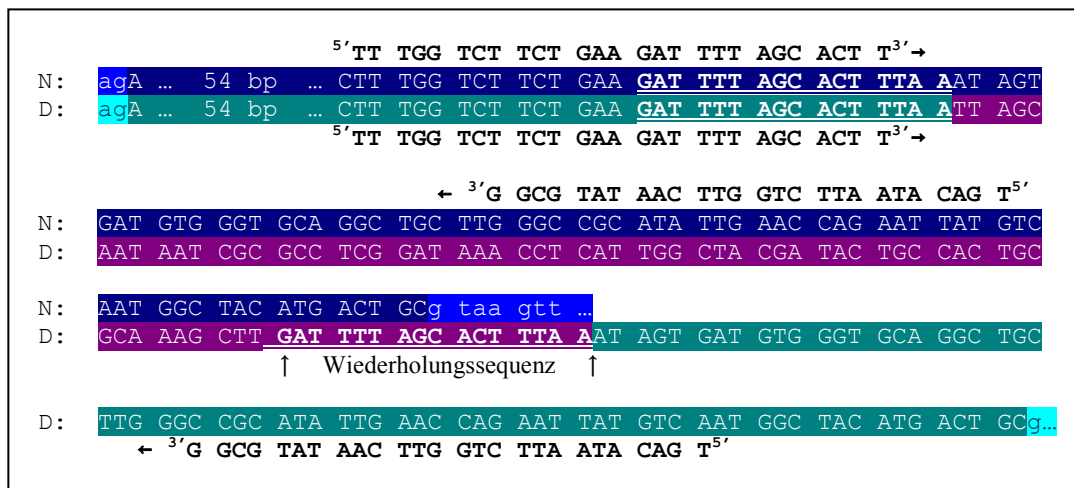 5’TT TGG TCT TCT GAA GAT TTT AGC ACT T3’→
N: agA … 54 bp … CTT TGG TCT TCT GAA GAT TTT AGC ACT TTA AAT AGT
D: agA … 54 bp … CTT TGG TCT TCT GAA GAT TTT AGC ACT TTA ATT AGC
5’TT TGG TCT TCT GAA GAT TTT AGC ACT T3’→
← 3’G GCG TAT AAC TTG GTC TTA ATA CAG T5’
N: GAT GTG GGT GCA GGC TGC TTG GGC CGC ATA TTG AAC CAG AAT TAT GTC
D: AAT AAT CGC GCC TCG GAT AAA CCT CAT TGG CTA CGA TAC TGC CAC TGC
N: AAT GGC TAC ATG ACT GCg taa gtt …
D: GCA AAG CTT GAT TTT AGC ACT TTA AAT AGT GAT GTG GGT GCA GGC TGC
↑ Wiederholungssequenz ↑
D: TTG GGC CGC ATA TTG AAC CAG AAT TAT GTC AAT GGC TAC ATG ACT GCg…
← 3’G GCG TAT AAC TTG GTC TTA ATA CAG T5’